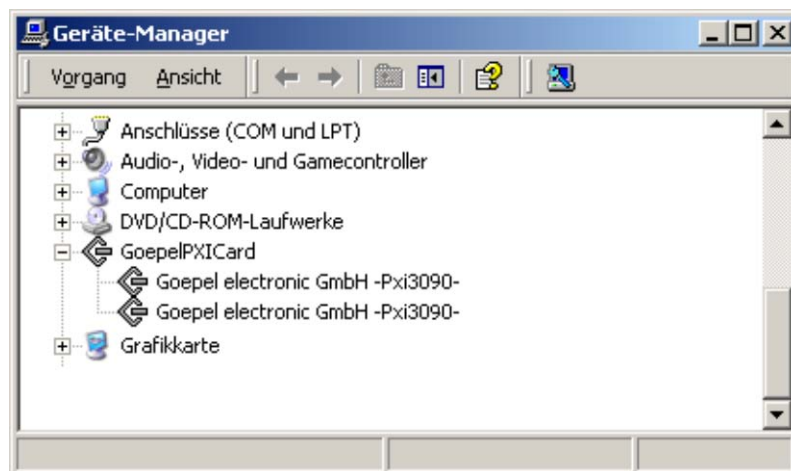 Geräte-Manager
Vorgang Ansicht
Anschlüsse (COM und LPT)
Audio-, Video- und Gamecontroller
Computer
DVD/CD-ROM-Laufwerke
GoepelPXICard
Goepel electronic GmbH -Pxi3090-
Goepel electronic GmbH -Pxi3090-
Grafikkarte